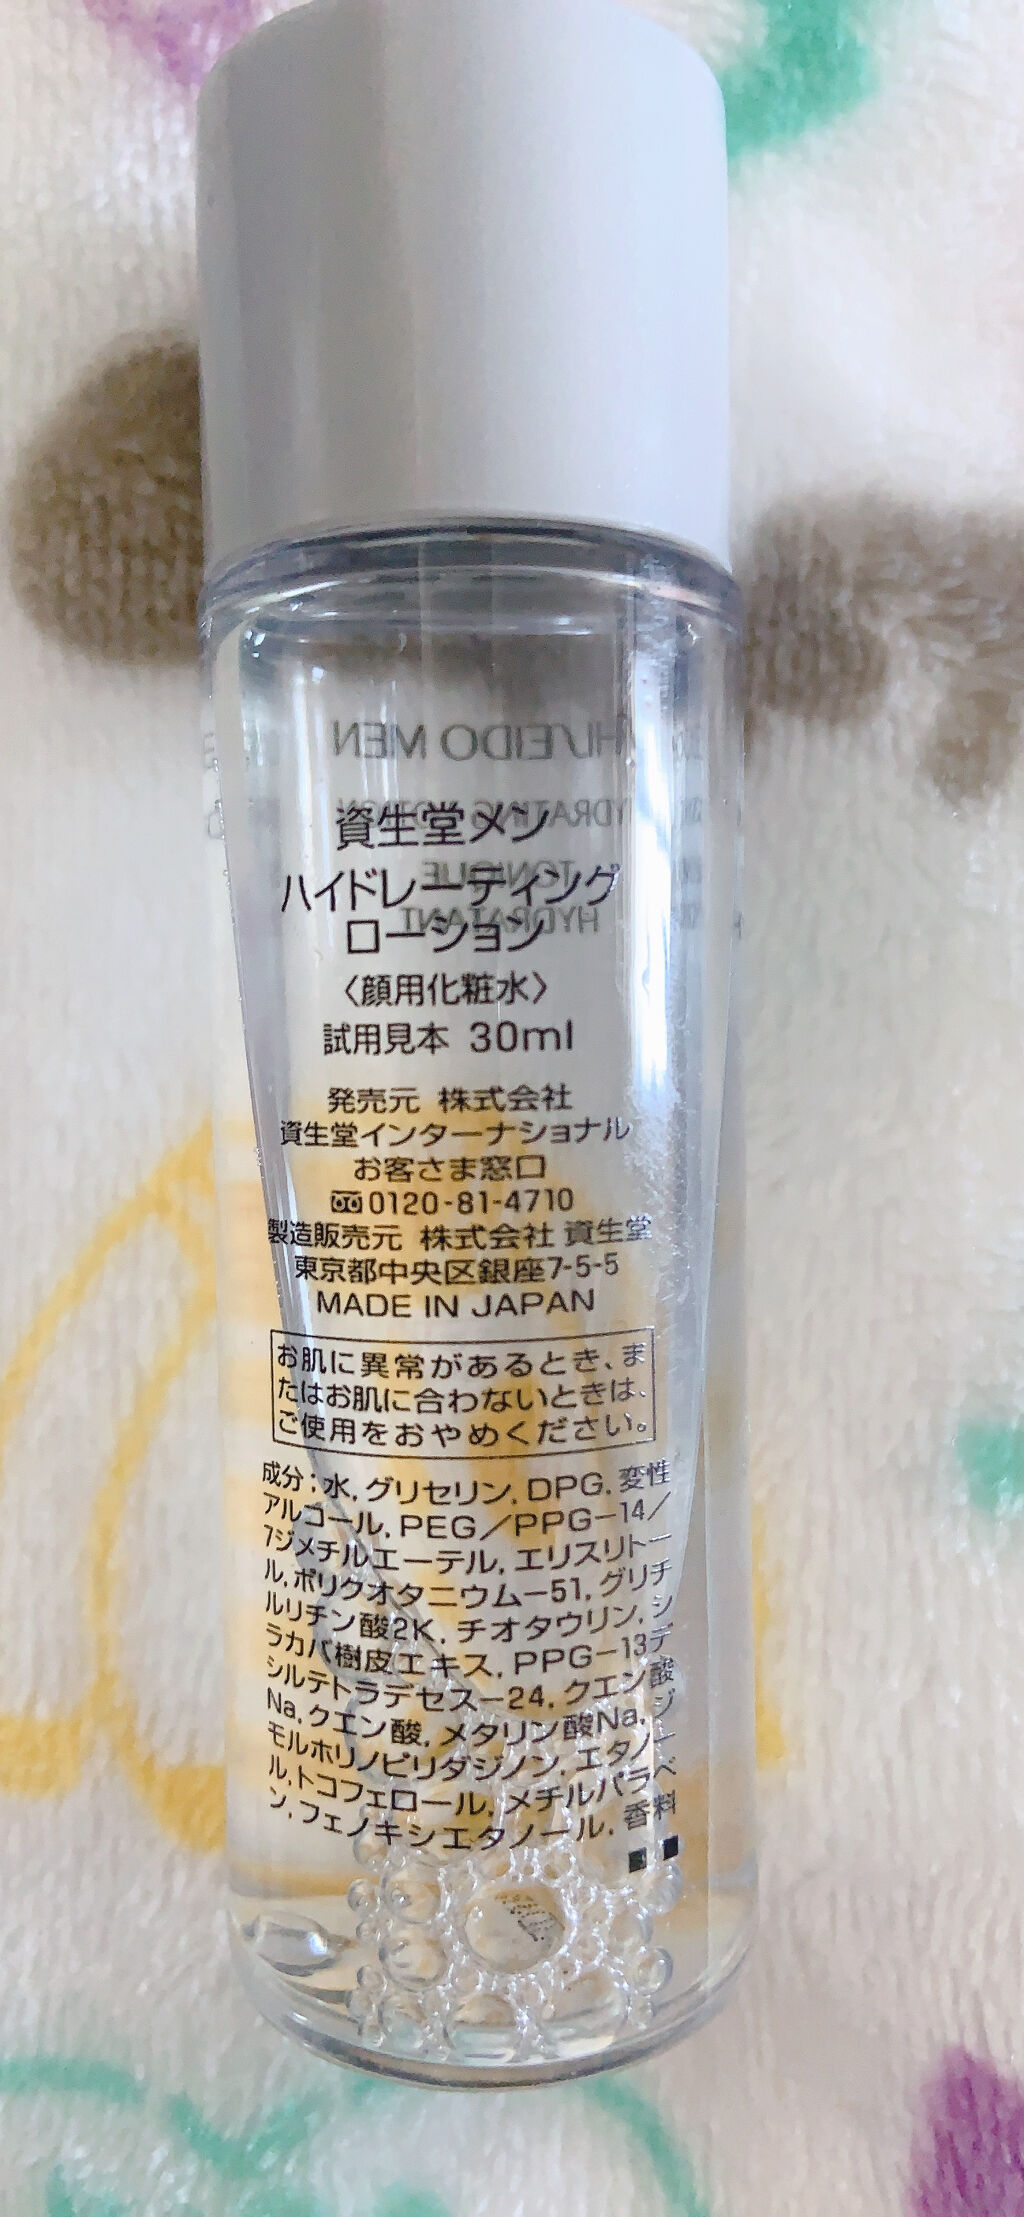 資生堂メン
ハイドレーティング
ローション
〈顔用化粧水〉
試用見本 30ml
発売元 株式会社
資生堂インターナショナル
お客さま窓口
0120-81-4710
製造販売元 株式会社 資生堂
東京都中央区銀座7-5-5
MADE IN JAPAN
お肌に異常があるとき、ま
たはお肌に合わないときは、
ご使用をおやめください。
成分：水, グリセリン, DPG, 変性
アルコール, PEG／PPG−14／
7ジメチルエーテル, エリスリトー
ル, ポリクオタニウム−51, グリチ
ルリチン酸2K, チオタウリン, シ
ラカバ樹皮エキス, PPG−13デ
シルテトラデセス−24, クエン酸
Na, クエン酸, メタリン酸Na, ジ
モルホリノピリダジノン, エタノー
ル, トコフェロール, メチルパラベ
ン, フェノキシエタノール, 香料
SHISEIDO MEN
HYDRATING LOTION
TONIQUE
HYDRATANT